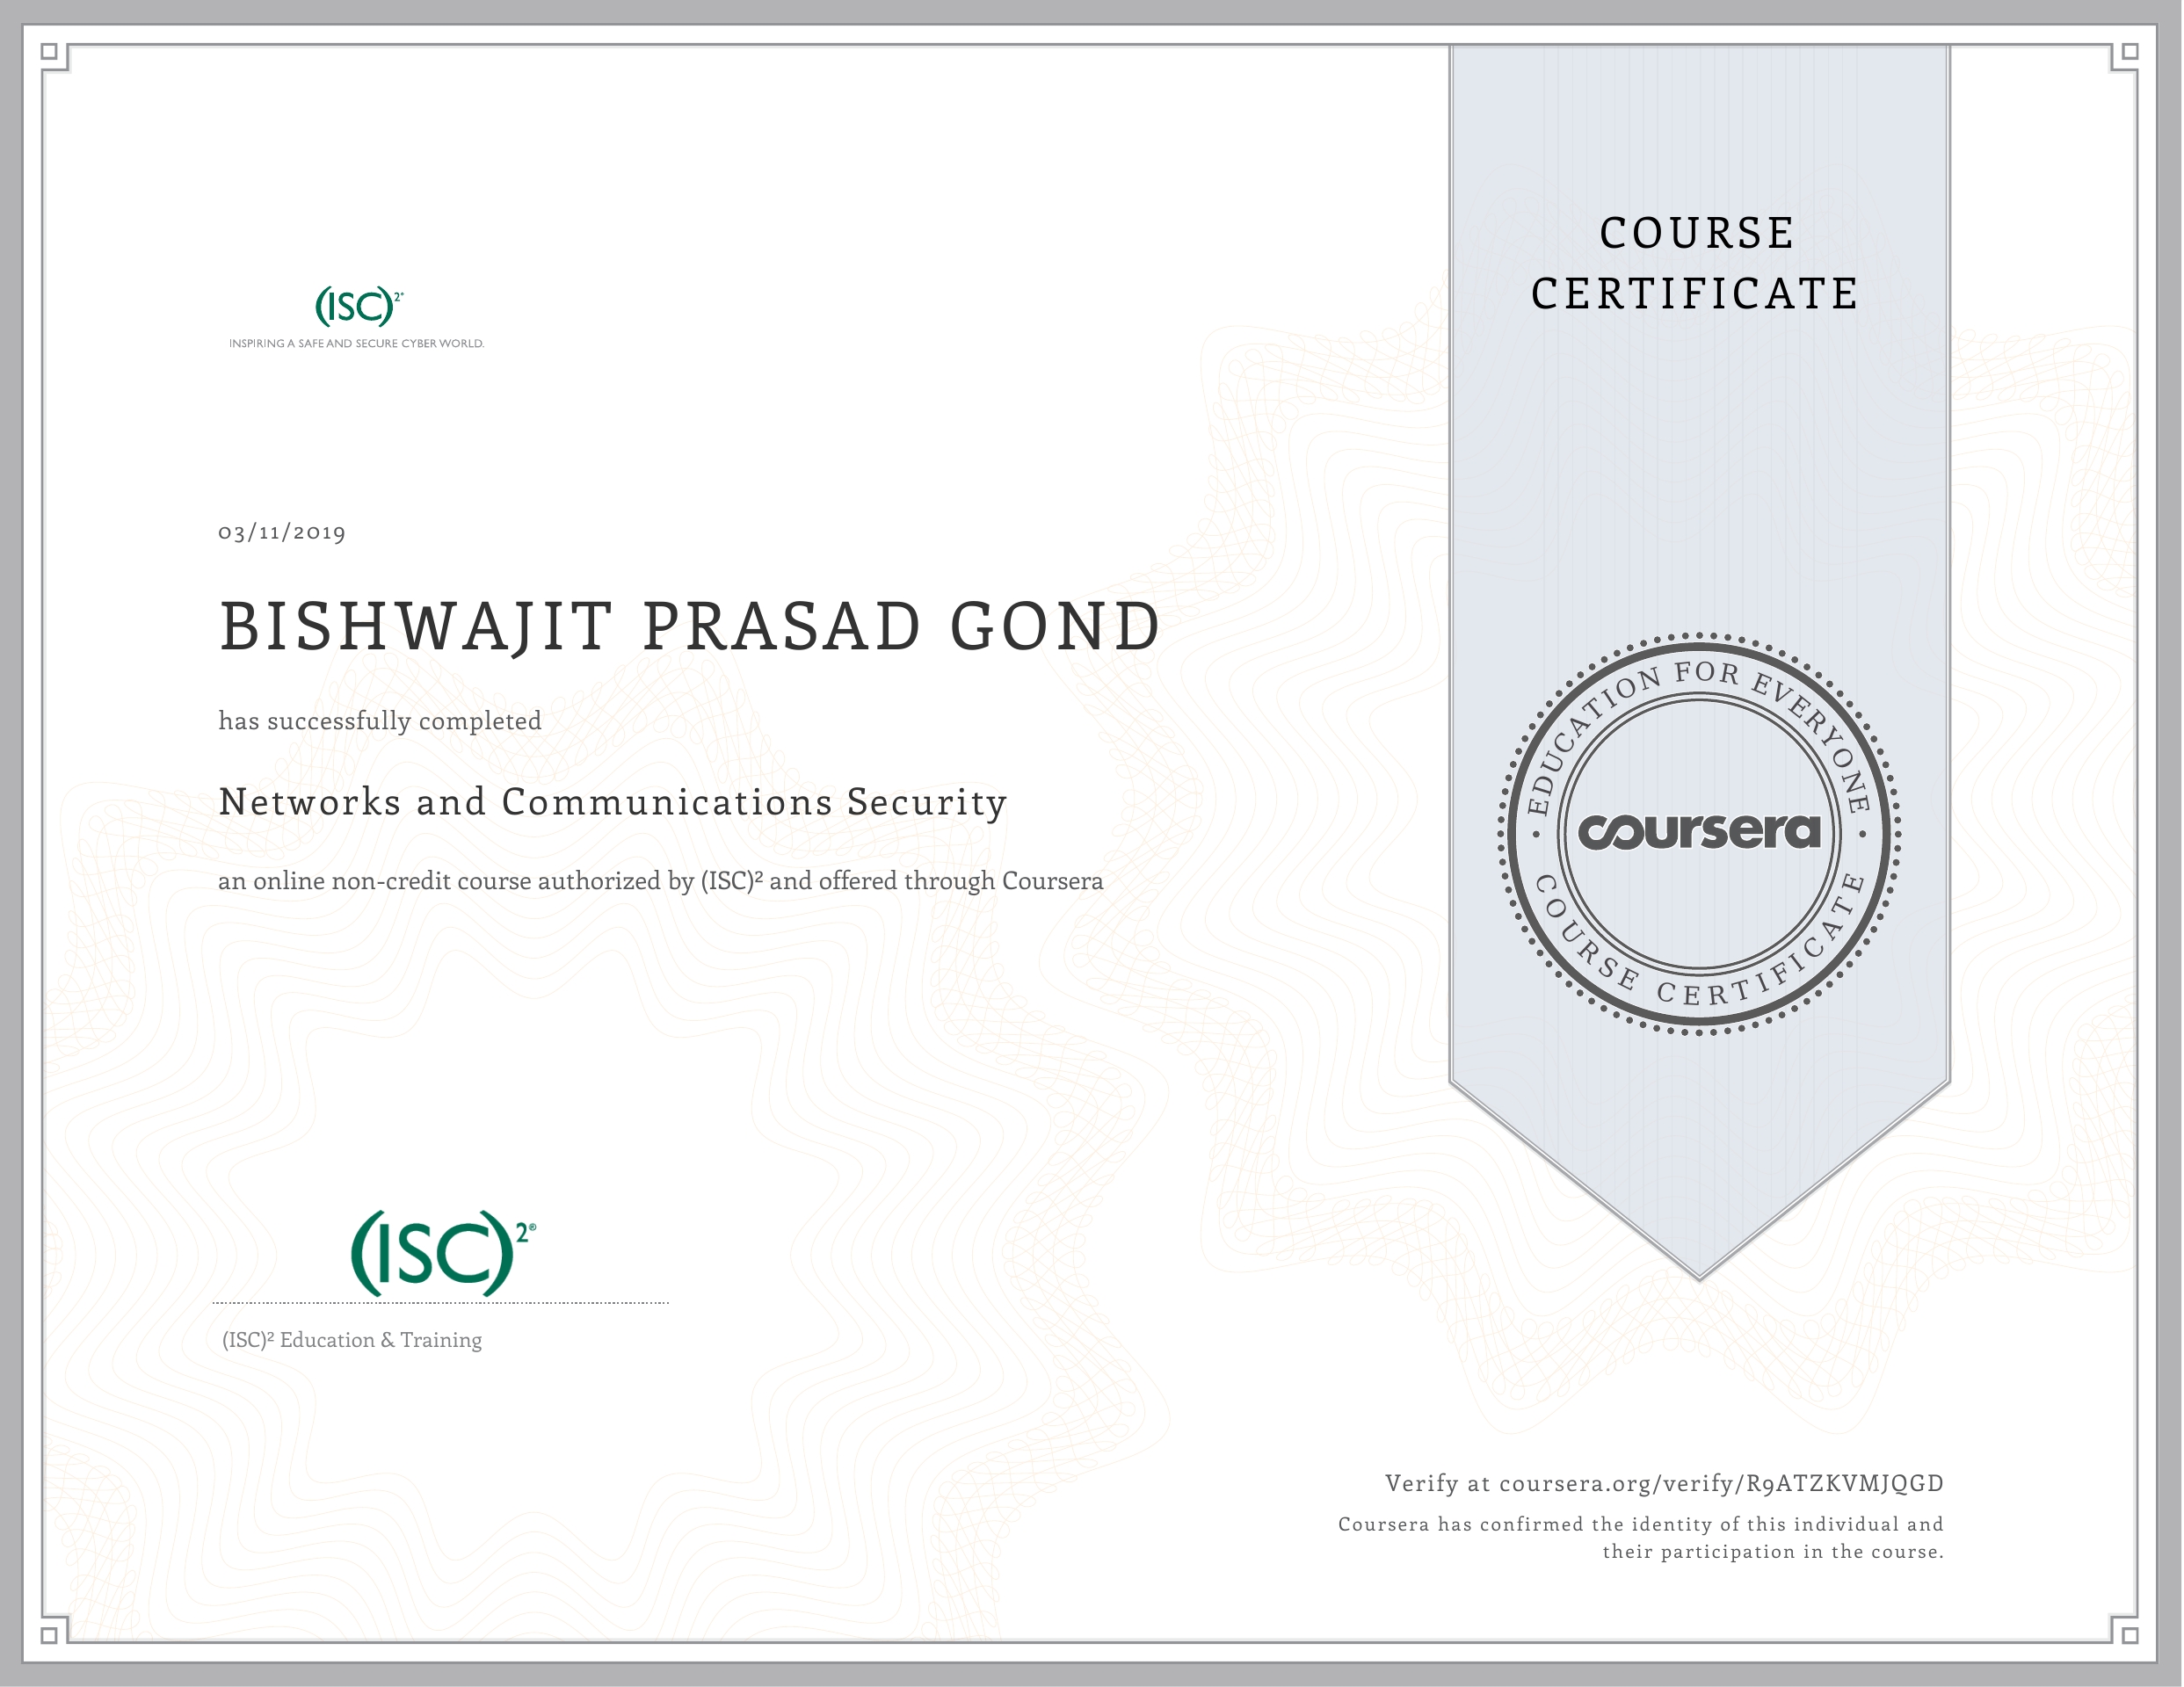 COURSE
CERTIFICATE
(ISC)²®
INSPIRING A SAFE AND SECURE CYBER WORLD.
03/11/2019
BISHWAJIT PRASAD GOND
has successfully completed
Networks and Communications Security
an online non-credit course authorized by (ISC)² and offered through Coursera
• EDUCATION FOR EVERYONE •
coursera
COURSE CERTIFICATE
(ISC)²®
(ISC)² Education & Training
Verify at coursera.org/verify/R9ATZKVMJQGD
Coursera has confirmed the identity of this individual and
their participation in the course.